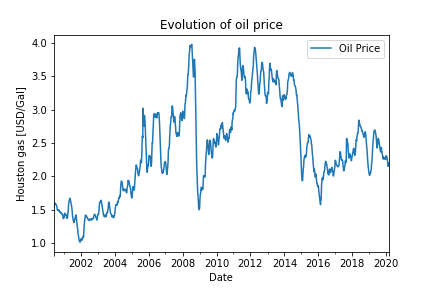 Evolution of oil price
Oil Price
Houston gas [USD/Gal]
4.0
3.5
3.0
2.5
2.0
1.5
1.0
2002 2004 2006 2008 2010 2012 2014 2016 2018 2020
Date